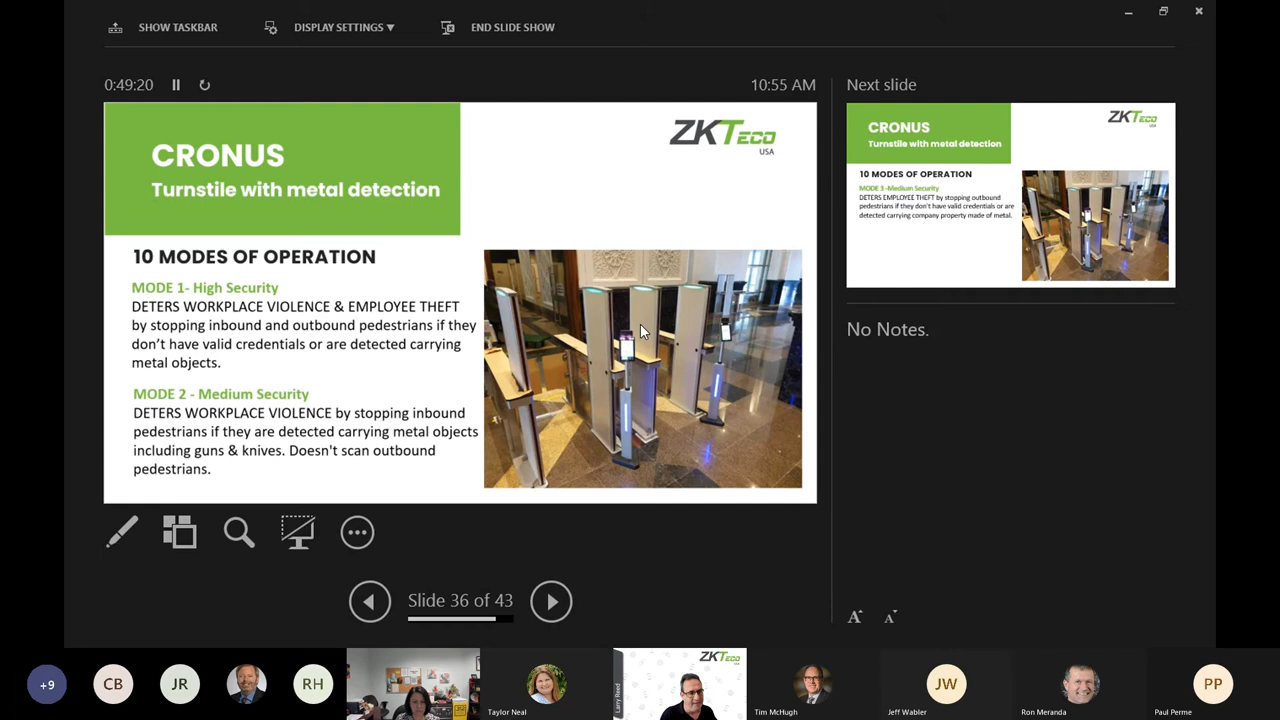 SHOW TASKBAR
DISPLAY SETTINGS
END SLIDE SHOW
0:49:20
10:55 AM
Next slide
CRONUS
Turnstile with metal detection
ZKTECO
USA
10 MODES OF OPERATION
MODE 1- High Security
DETERS WORKPLACE VIOLENCE & EMPLOYEE THEFT
by stopping inbound and outbound pedestrians if they
don't have valid credentials or are detected carrying
metal objects.
MODE 2 - Medium Security
DETERS WORKPLACE VIOLENCE by stopping inbound
pedestrians if they are detected carrying metal objects
including guns & knives. Doesn't scan outbound
pedestrians.
CRONUS
Turnstile with metal detection
ZKTECO
USA
10 MODES OF OPERATION
MODE 3 -Medium Security
DETERS EMPLOYEE THEFT by stopping outbound
pedestrians if they don't have valid credentials or are
detected carrying company property made of metal.
No Notes.
Slide 36 of 43
A A
+9
CB
JR
RH
Taylor Neal
Larry Reed
ZKTECO
Tim McHugh
JW
Jeff Wabler
Ron Meranda
PP
Paul Perme